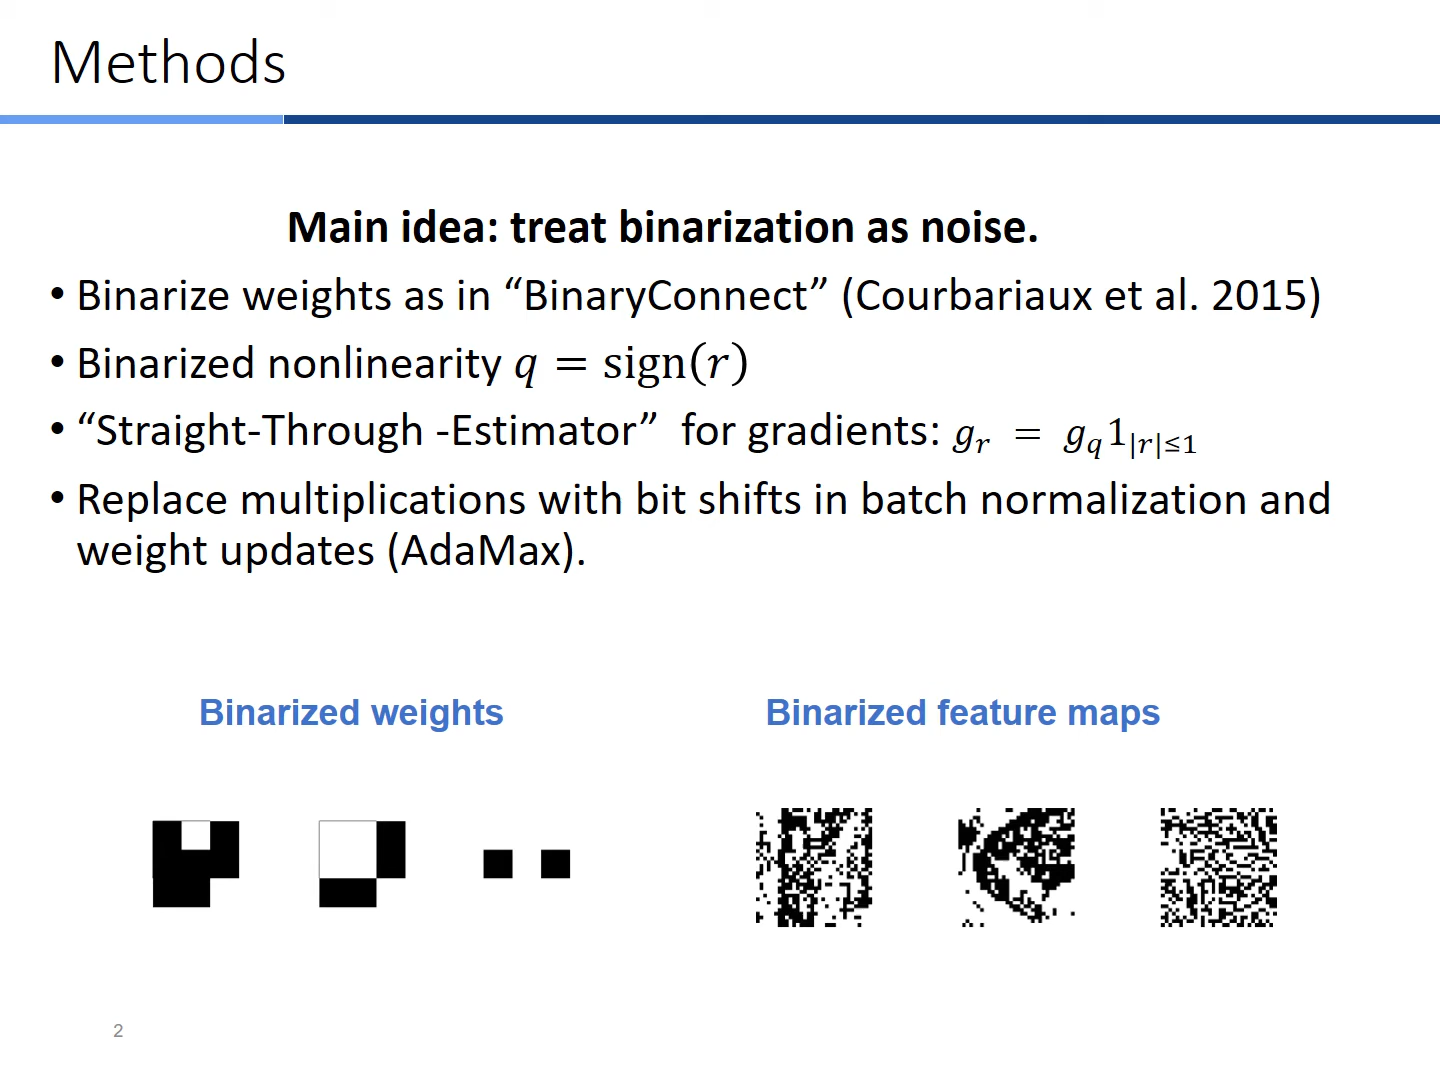 Methods
Main idea: treat binarization as noise.
• Binarize weights as in “BinaryConnect” (Courbariaux et al. 2015)
• Binarized nonlinearity q = sign(r)
• “Straight-Through -Estimator”  for gradients: g_r = g_q 1_{|r|≤1}
• Replace multiplications with bit shifts in batch normalization and
weight updates (AdaMax).
Binarized weights
Binarized feature maps
2